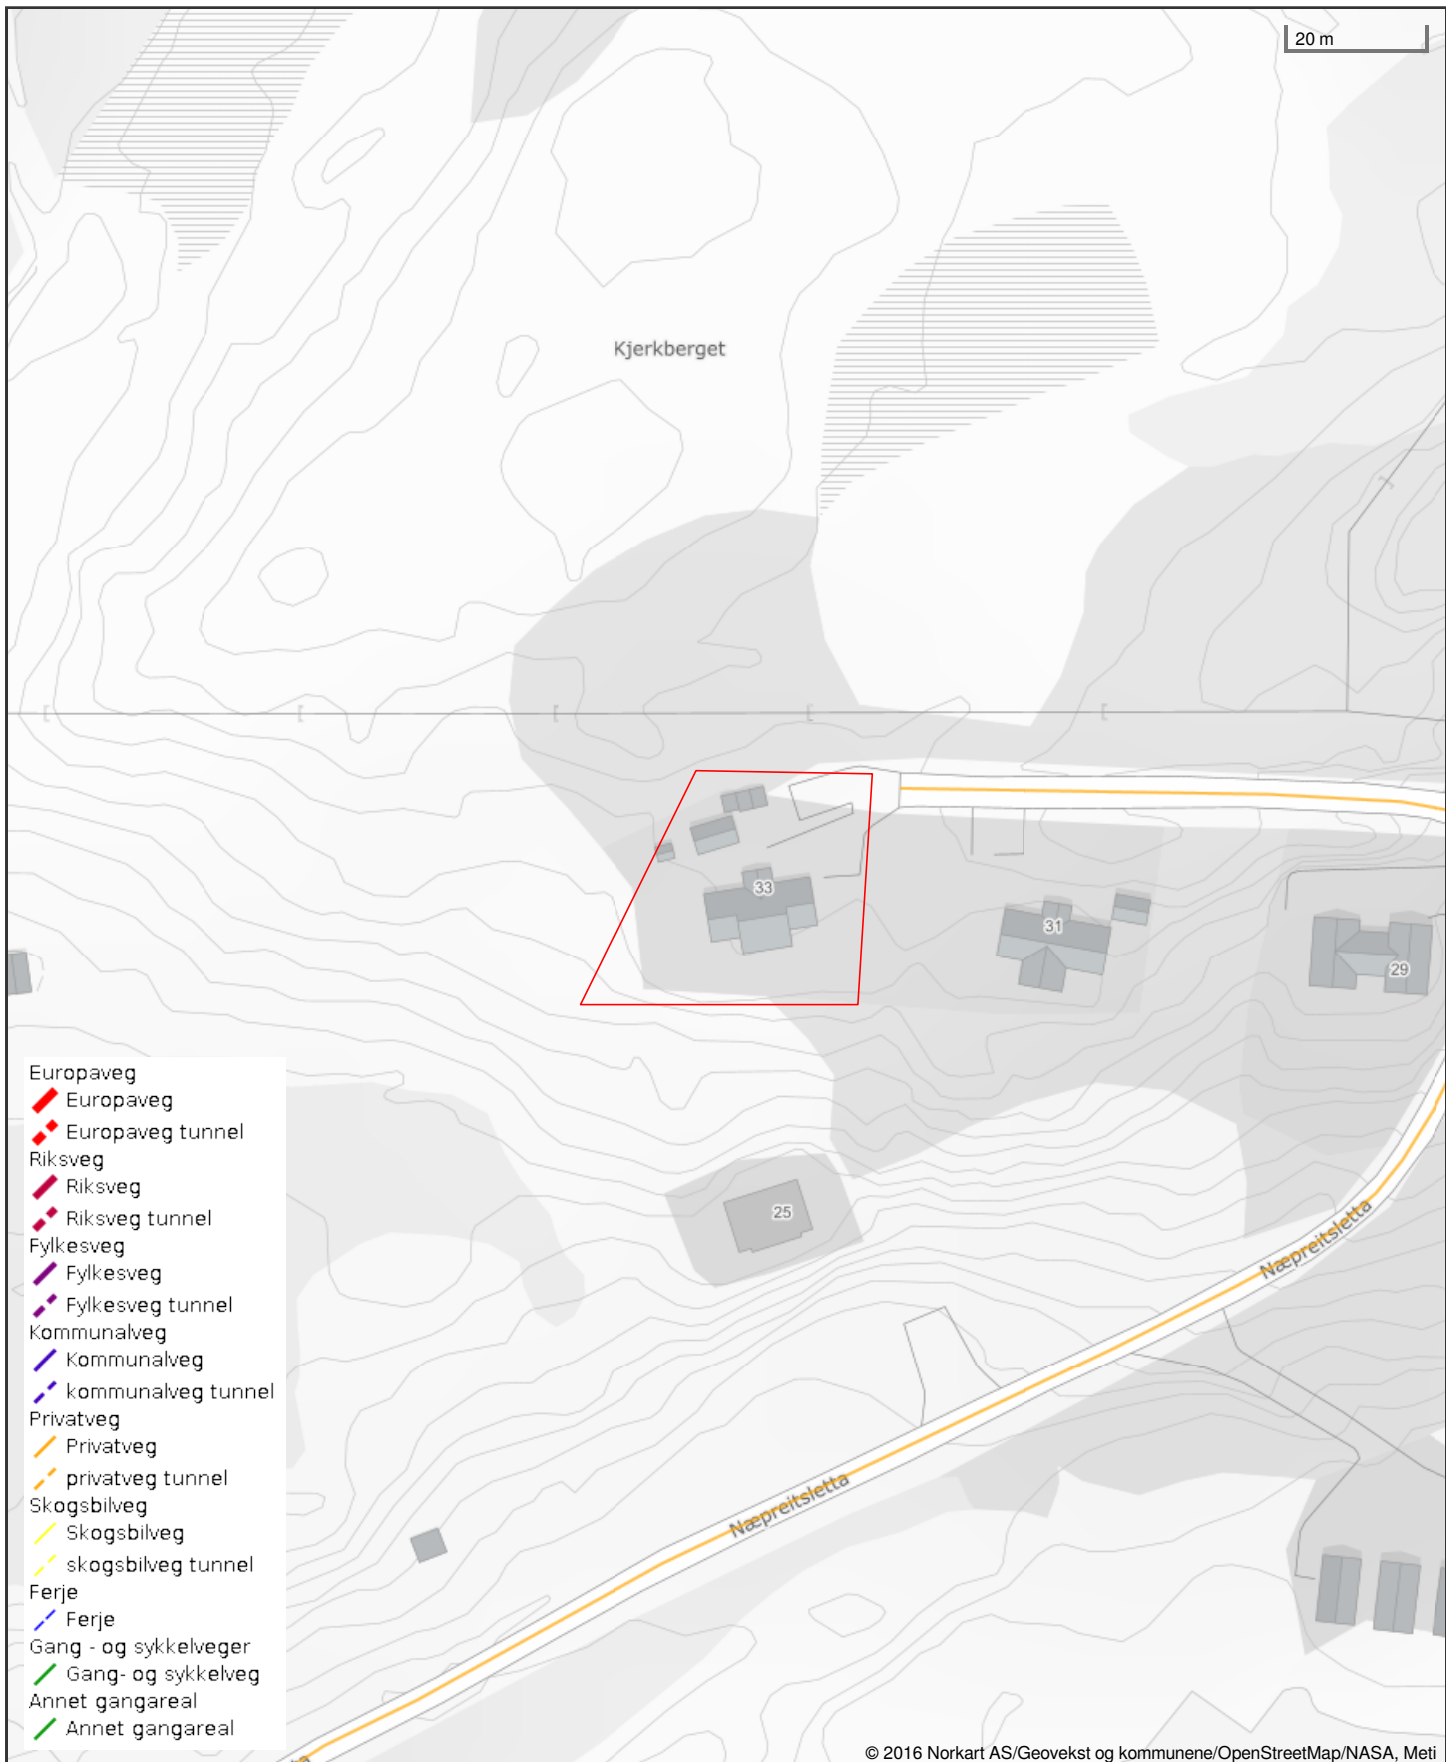 20 m
Kjerkberget
33
31
29
25
Næpreitsletta
Næpreitsletta
Europaveg
Europaveg
Europaveg tunnel
Riksveg
Riksveg
Riksveg tunnel
Fylkesveg
Fylkesveg
Fylkesveg tunnel
Kommunalveg
Kommunalveg
kommunalveg tunnel
Privatveg
Privatveg
privatveg tunnel
Skogsbilveg
Skogsbilveg
skogsbilveg tunnel
Ferje
Ferje
Gang - og sykkelveger
Gang- og sykkelveg
Annet gangareal
Annet gangareal
© 2016 Norkart AS/Geovekst og kommunene/OpenStreetMap/NASA, Meti